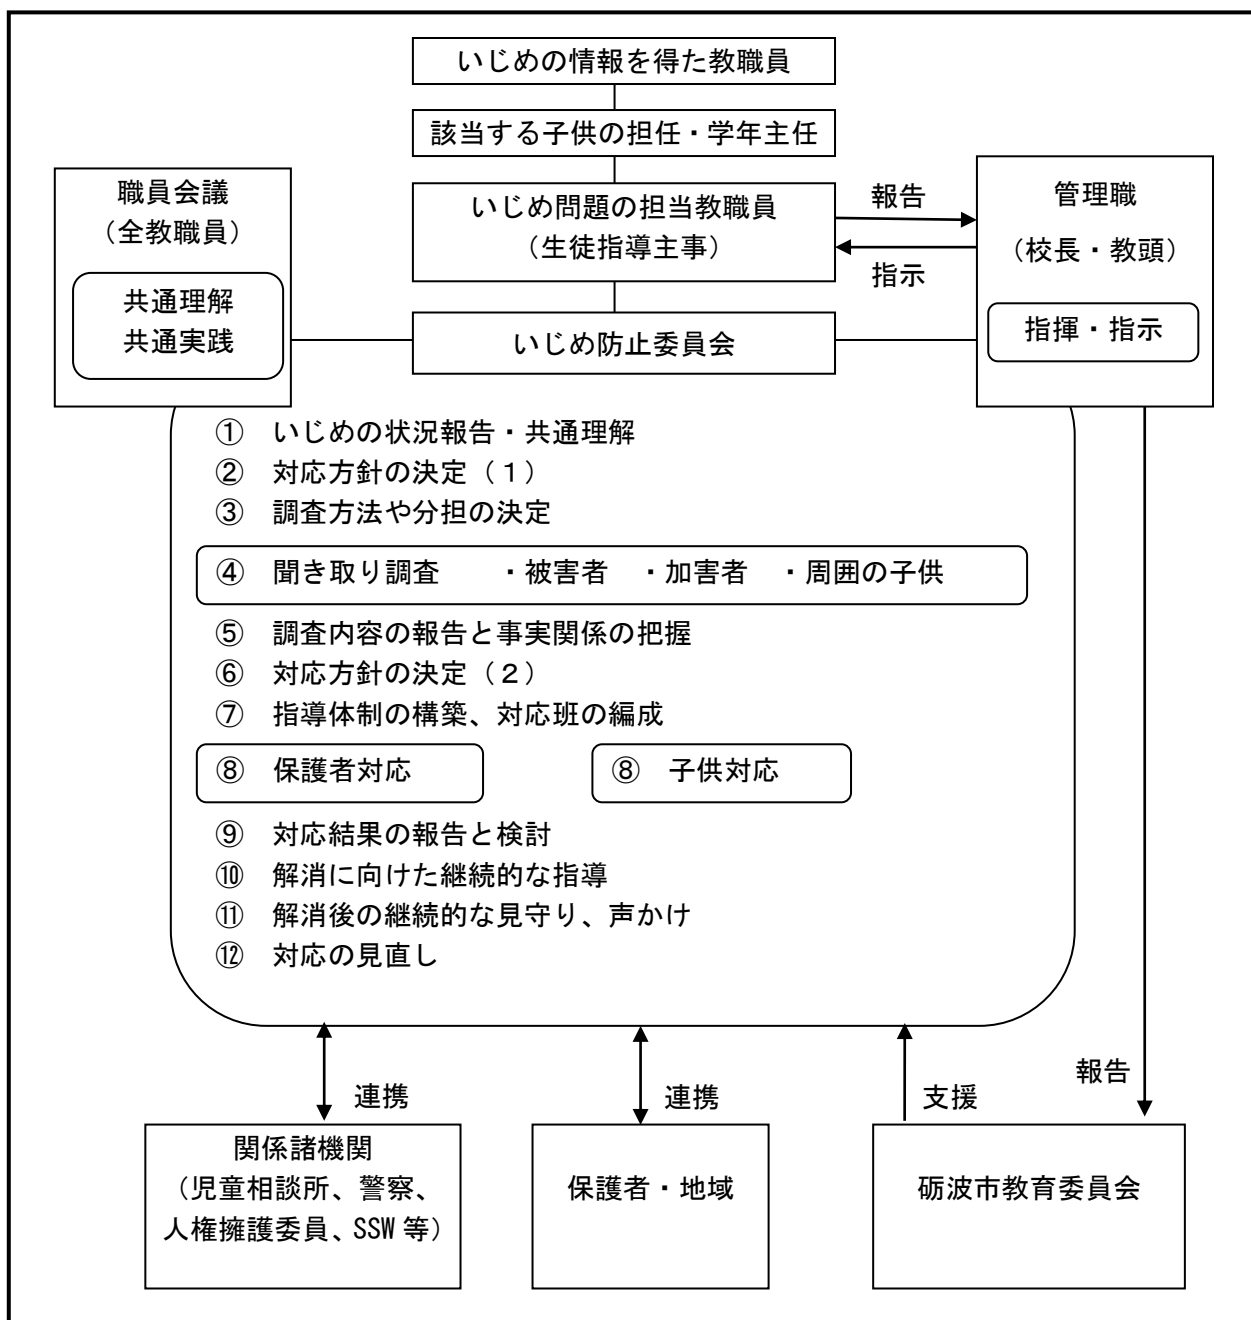 いじめの情報を得た教職員
該当する子供の担任・学年主任
職員会議
（全教職員）
共通理解
共通実践
いじめ問題の担当教職員
（生徒指導主事）
報告
指示
管理職
（校長・教頭）
指揮・指示
いじめ防止委員会
① いじめの状況報告・共通理解
② 対応方針の決定（１）
③ 調査方法や分担の決定
④ 聞き取り調査 ・被害者 ・加害者 ・周囲の子供
⑤ 調査内容の報告と事実関係の把握
⑥ 対応方針の決定（２）
⑦ 指導体制の構築、対応班の編成
⑧ 保護者対応
⑧ 子供対応
⑨ 対応結果の報告と検討
⑩ 解消に向けた継続的な指導
⑪ 解消後の継続的な見守り、声かけ
⑫ 対応の見直し
連携
連携
支援
報告
関係諸機関
（児童相談所、警察、
人権擁護委員、SSW等）
保護者・地域
砺波市教育委員会